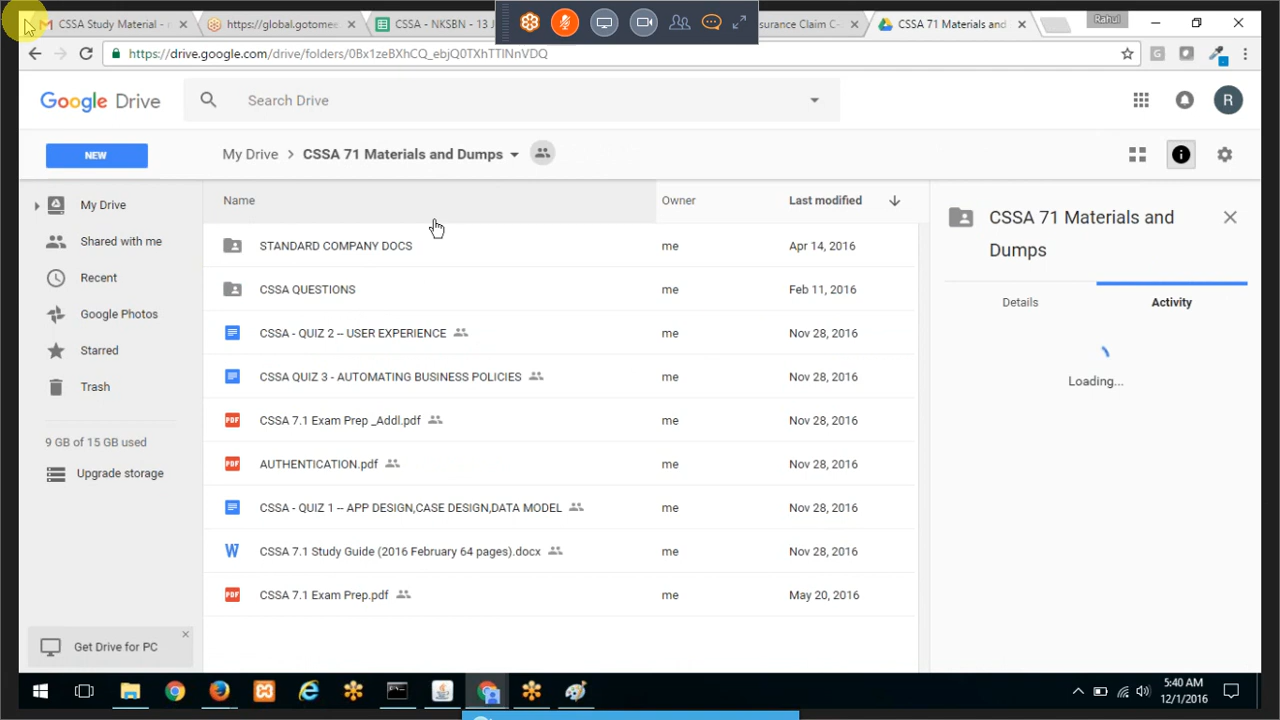 CSSA Study Material -
https://global.gotomee
CSSA - NKSBN - 13
surance Claim C-
CSSA 71 Materials and
Rahul
https://drive.google.com/drive/folders/0Bx1zeBXhCQ_ebjQ0TXhTTlNnVDQ
Google Drive
Search Drive
R
NEW
My Drive
CSSA 71 Materials and Dumps
My Drive
Shared with me
Recent
Google Photos
Starred
Trash
9 GB of 15 GB used
Upgrade storage
Get Drive for PC
Name Owner Last modified
STANDARD COMPANY DOCS me Apr 14, 2016
CSSA QUESTIONS me Feb 11, 2016
CSSA - QUIZ 2 -- USER EXPERIENCE me Nov 28, 2016
CSSA QUIZ 3 - AUTOMATING BUSINESS POLICIES me Nov 28, 2016
PDF CSSA 7.1 Exam Prep _Addl.pdf me Nov 28, 2016
PDF AUTHENTICATION.pdf me Nov 28, 2016
CSSA - QUIZ 1 -- APP DESIGN,CASE DESIGN,DATA MODEL me Nov 28, 2016
W CSSA 7.1 Study Guide (2016 February 64 pages).docx me Nov 28, 2016
PDF CSSA 7.1 Exam Prep.pdf me May 20, 2016
CSSA 71 Materials and
Dumps
Details Activity
Loading...
5:40 AM
12/1/2016